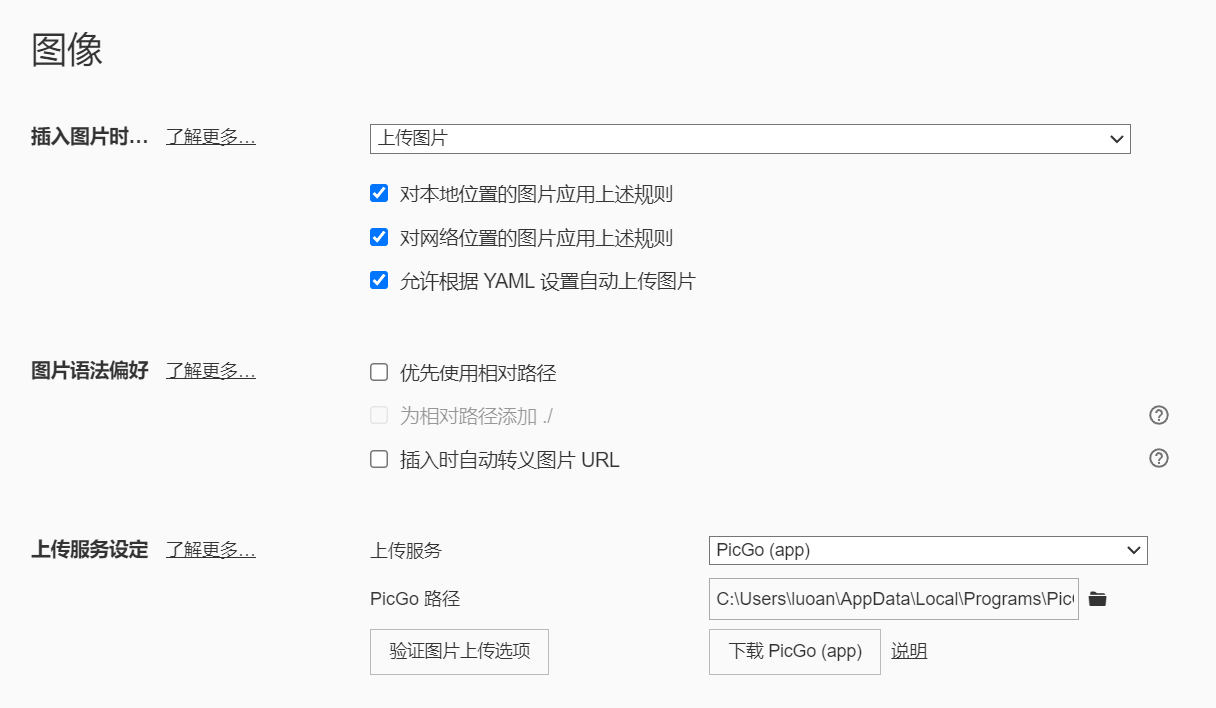 图像
插入图片时… 了解更多… 上传图片
对本地位置的图片应用上述规则
对网络位置的图片应用上述规则
允许根据 YAML 设置自动上传图片
图片语法偏好 了解更多… 优先使用相对路径
为相对路径添加 ./
插入时自动转义图片 URL
上传服务设定 了解更多… 上传服务 PicGo (app)
PicGo 路径 C:\Users\luoan\AppData\Local\Programs\Pic
验证图片上传选项 下载 PicGo (app) 说明